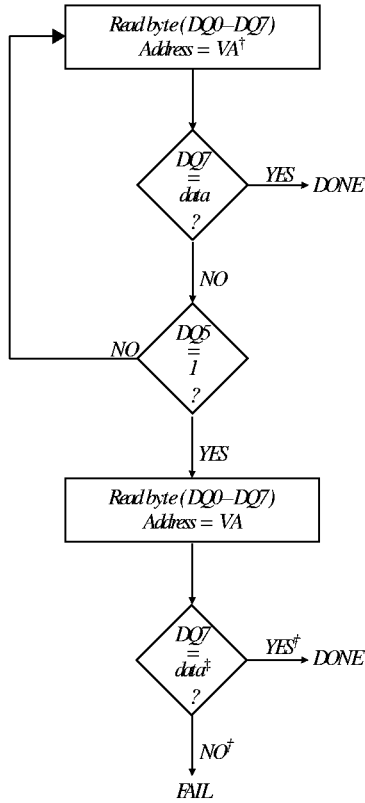 Read byte (DQ0–DQ7)
Address = VA†
DQ7
=
data
?
YES
DONE
NO
DQ5
=
1
?
NO
YES
Read byte (DQ0–DQ7)
Address = VA
DQ7
=
data‡
?
YES‡
DONE
NO‡
FAIL